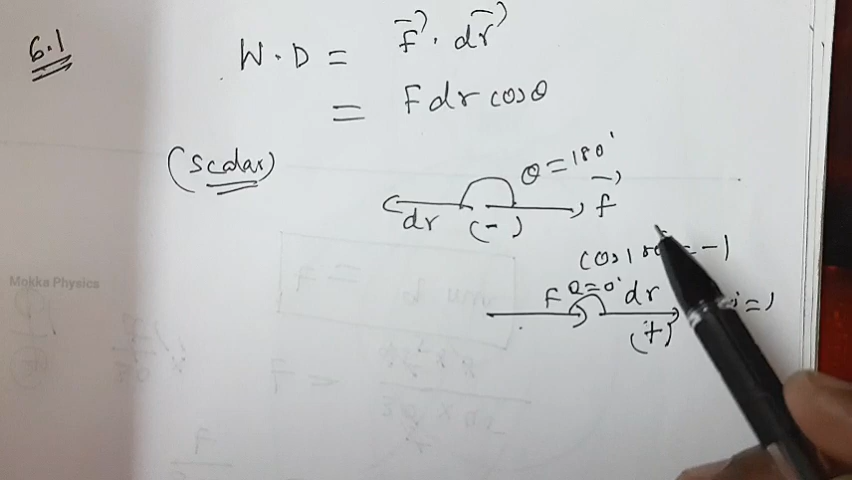 6.1
W.D = F⃗ . dr⃗
= F dr cosθ
(scalar)
θ = 180°
dr (-) F⃗
cos180° = -1
F θ=0° dr
(+)
Mokka Physics